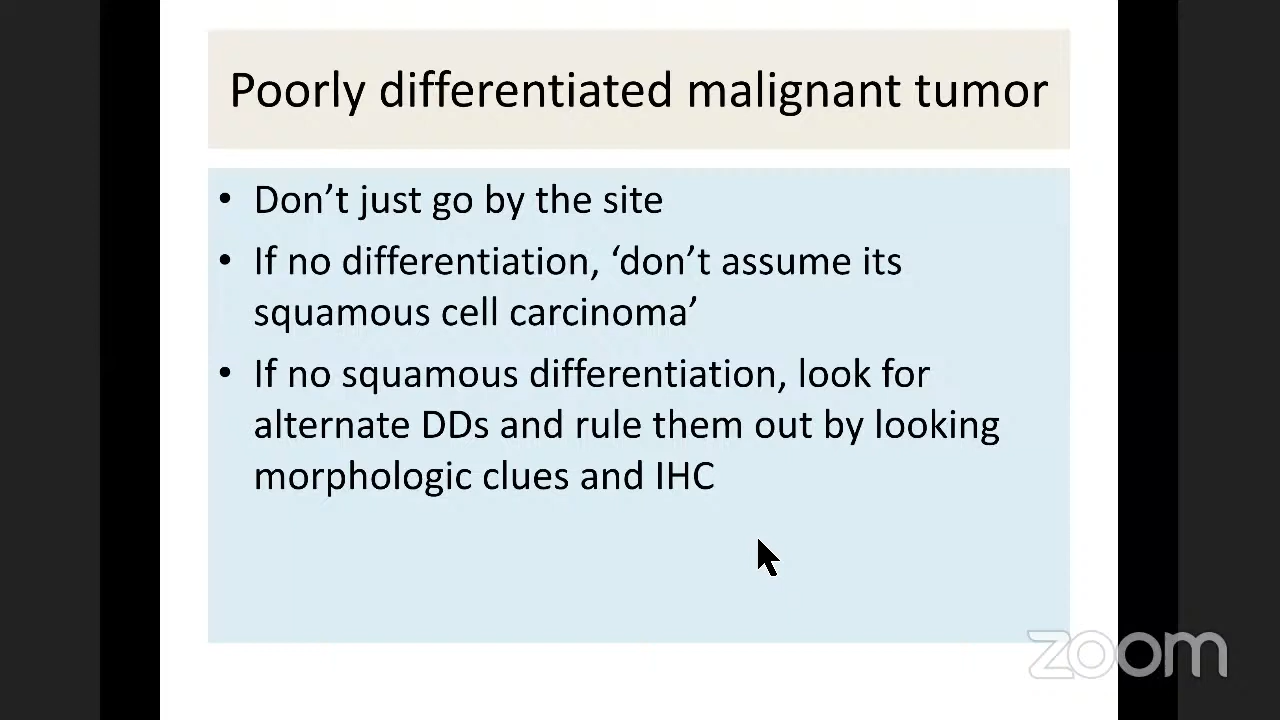 Poorly differentiated malignant tumor
• Don’t just go by the site
• If no differentiation, ‘don’t assume its
squamous cell carcinoma’
• If no squamous differentiation, look for
alternate DDs and rule them out by looking
morphologic clues and IHC
zoom